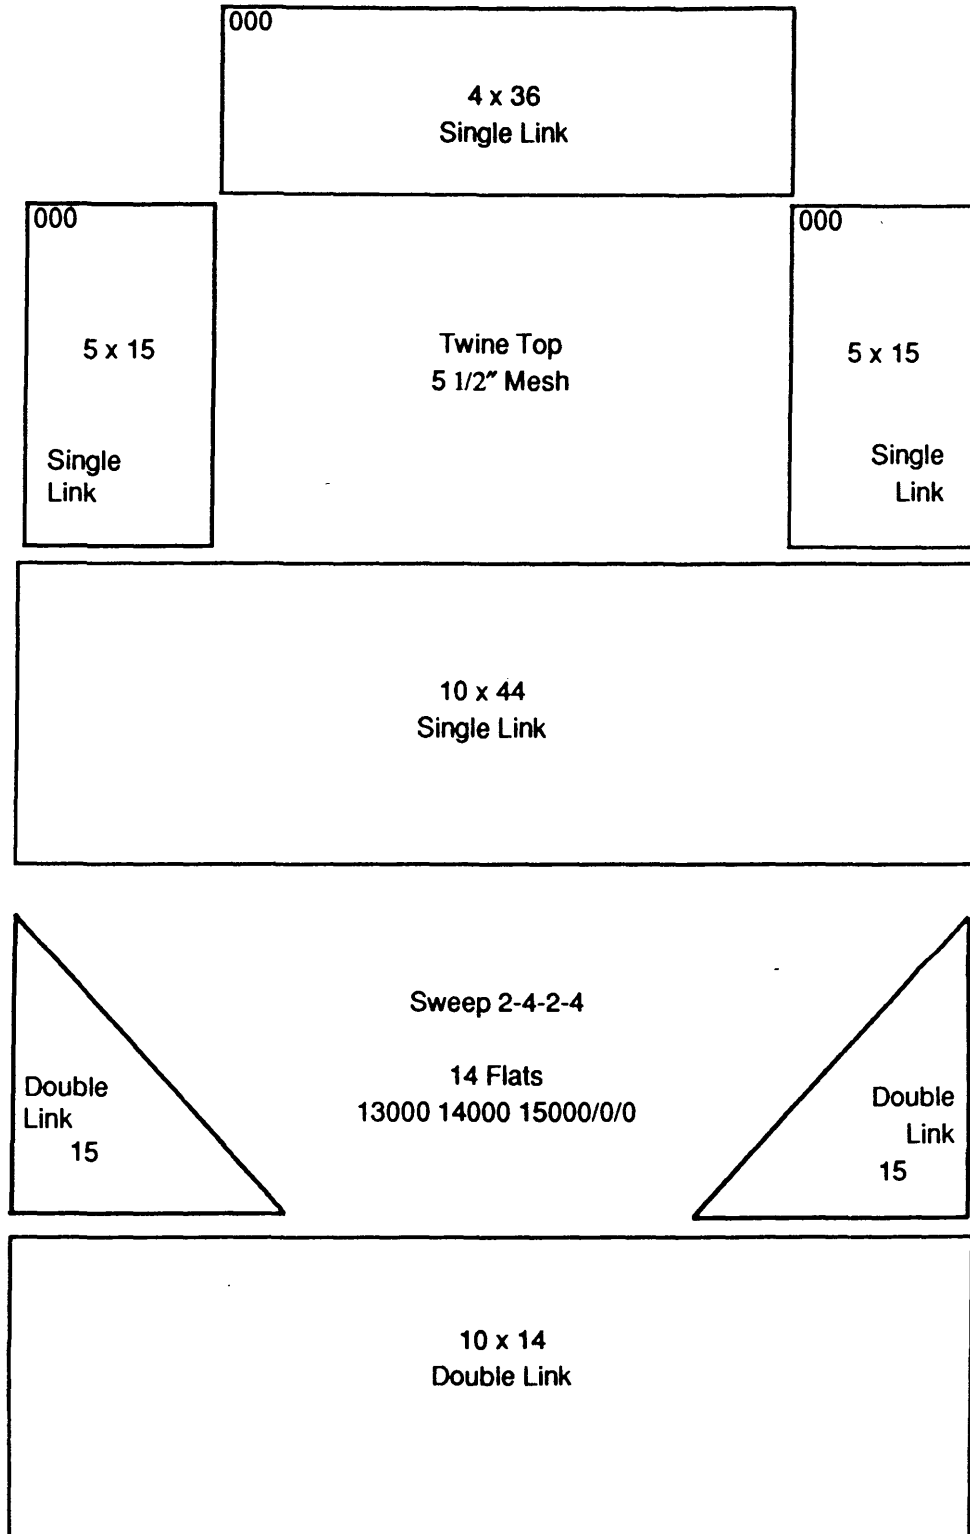 000
4 x 36
Single Link
000
5 x 15
Single
Link
Twine Top
5 1/2″ Mesh
000
5 x 15
Single
Link
10 x 44
Single Link
Sweep 2-4-2-4
14 Flats
13000 14000 15000/0/0
Double
Link
15
Double
Link
15
10 x 14
Double Link